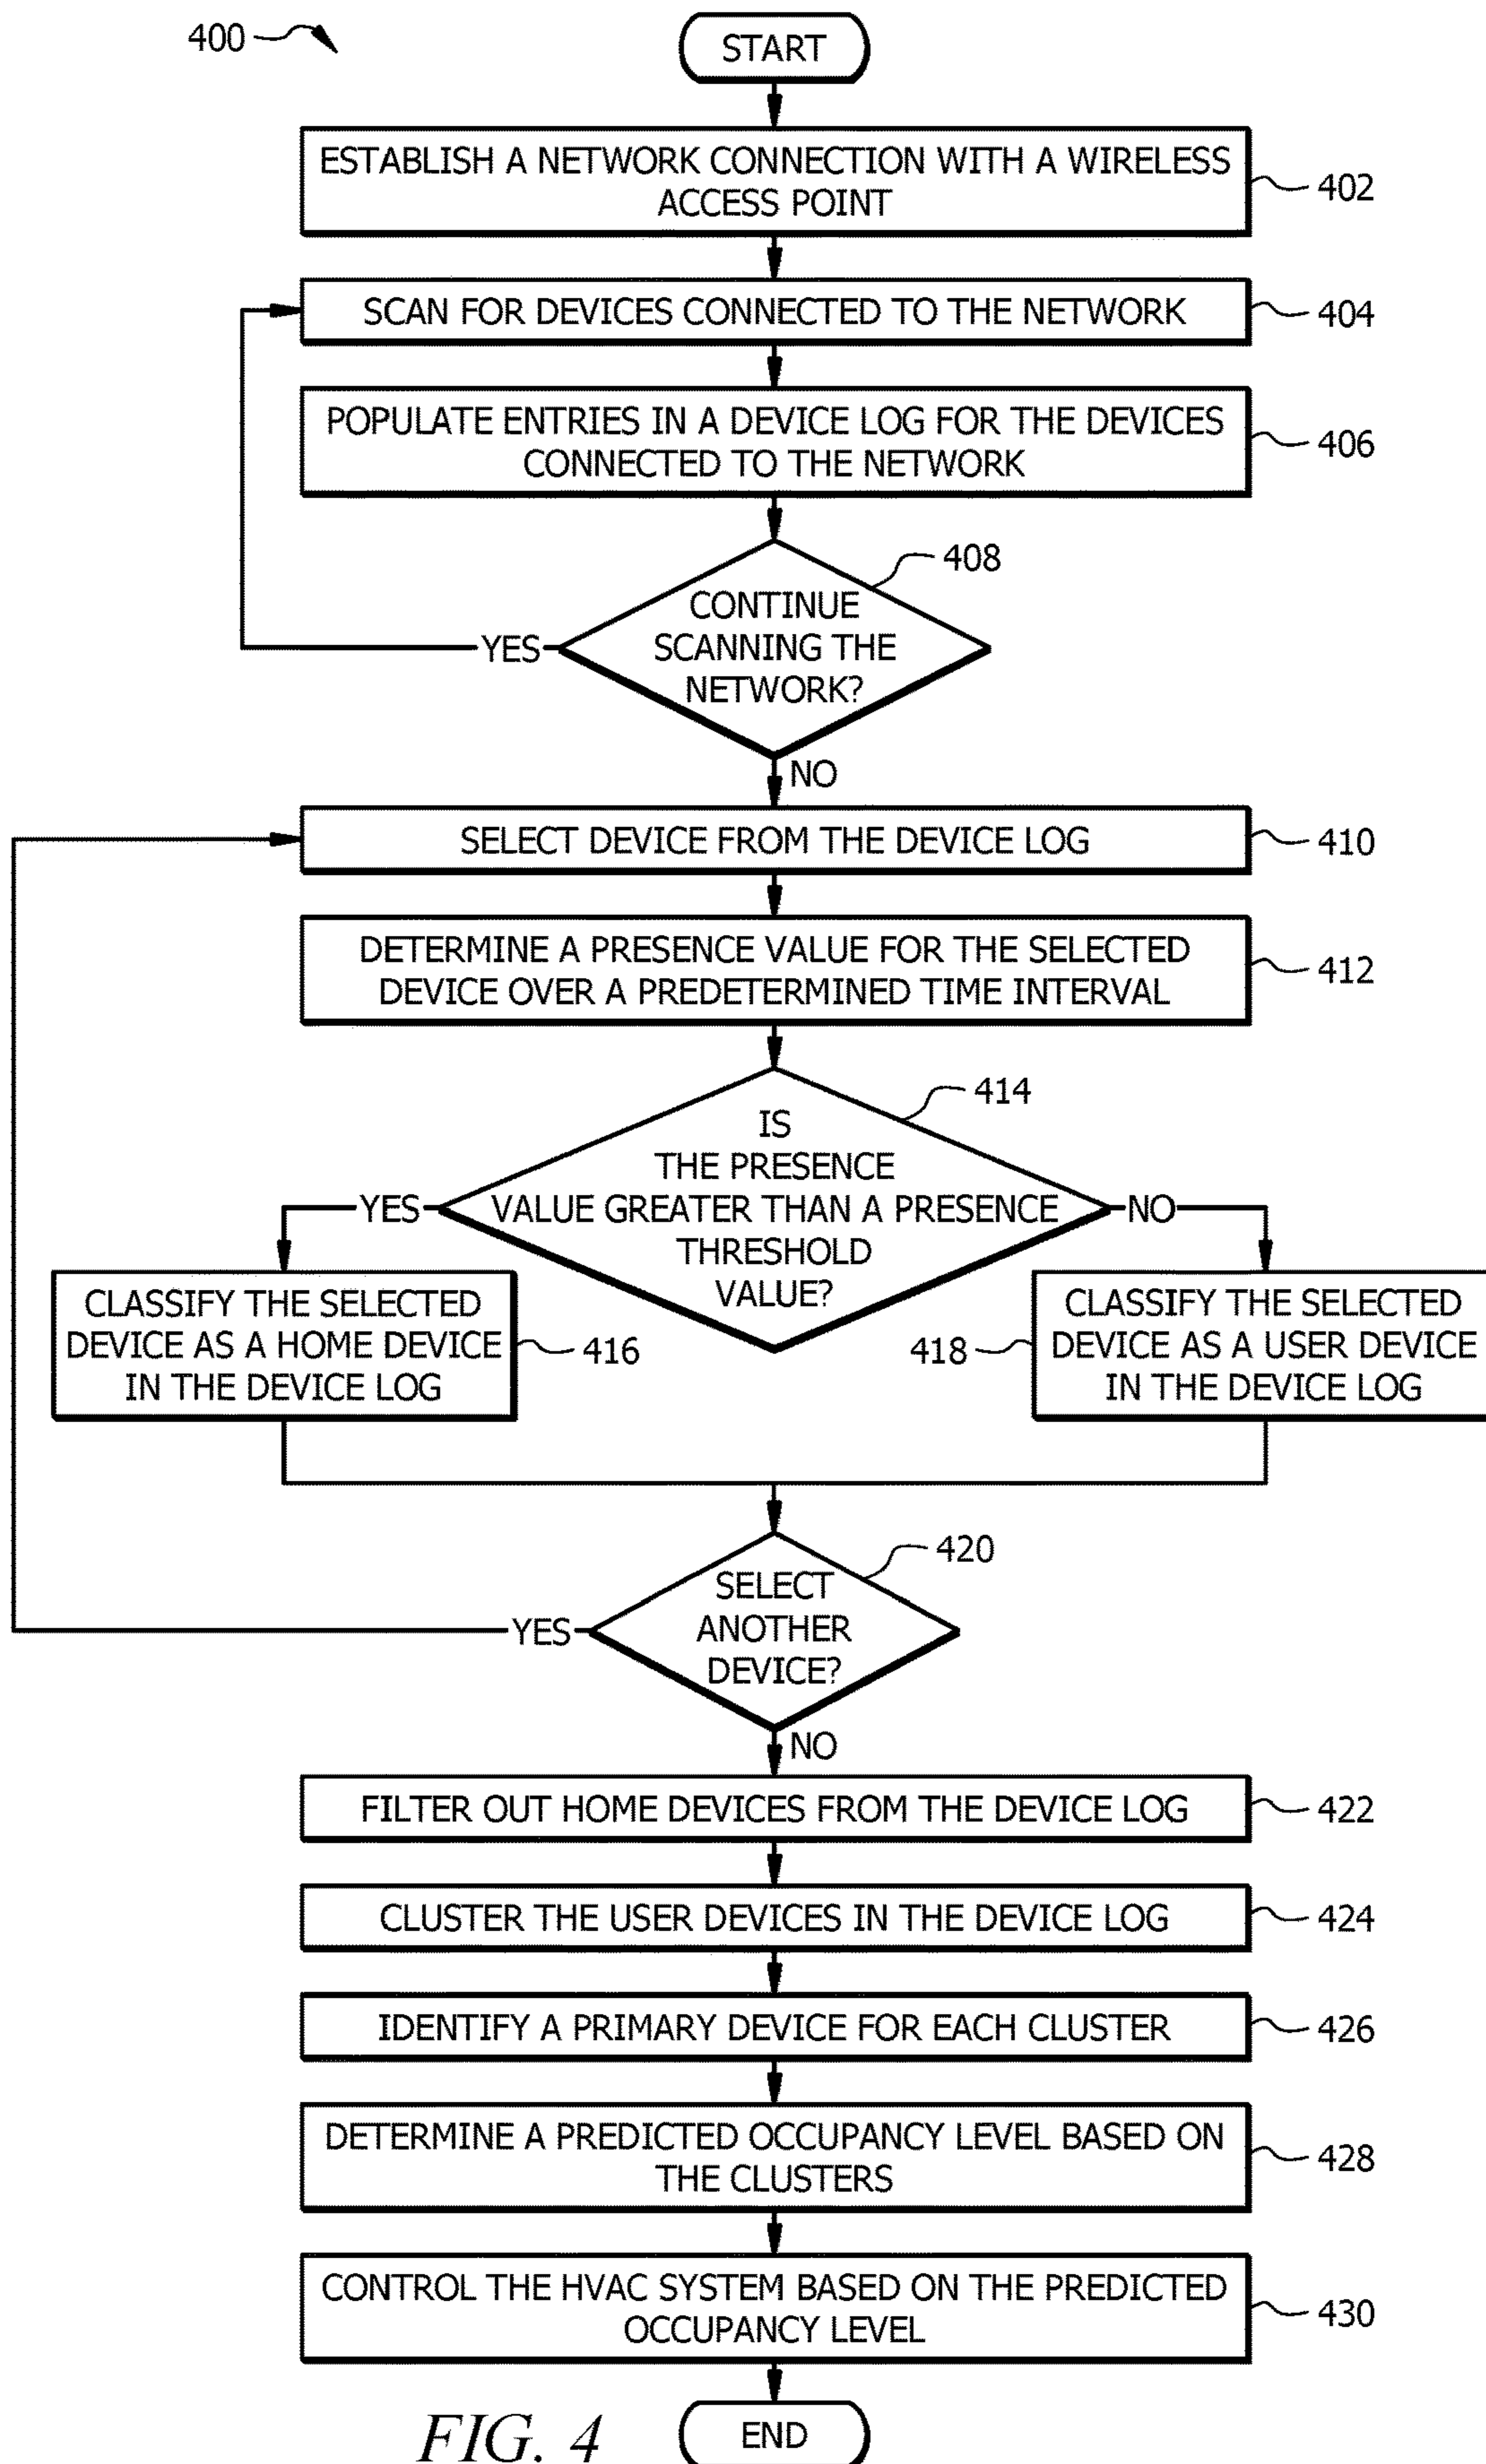 400
START
ESTABLISH A NETWORK CONNECTION WITH A WIRELESS
ACCESS POINT
402
SCAN FOR DEVICES CONNECTED TO THE NETWORK
404
POPULATE ENTRIES IN A DEVICE LOG FOR THE DEVICES
CONNECTED TO THE NETWORK
406
408
CONTINUE
SCANNING THE
NETWORK?
YES
NO
SELECT DEVICE FROM THE DEVICE LOG
410
DETERMINE A PRESENCE VALUE FOR THE SELECTED
DEVICE OVER A PREDETERMINED TIME INTERVAL
412
414
IS
THE PRESENCE
VALUE GREATER THAN A PRESENCE
THRESHOLD
VALUE?
YES
NO
CLASSIFY THE SELECTED
DEVICE AS A HOME DEVICE
IN THE DEVICE LOG
416
418
CLASSIFY THE SELECTED
DEVICE AS A USER DEVICE
IN THE DEVICE LOG
420
SELECT
ANOTHER
DEVICE?
YES
NO
FILTER OUT HOME DEVICES FROM THE DEVICE LOG
422
CLUSTER THE USER DEVICES IN THE DEVICE LOG
424
IDENTIFY A PRIMARY DEVICE FOR EACH CLUSTER
426
DETERMINE A PREDICTED OCCUPANCY LEVEL BASED ON
THE CLUSTERS
428
CONTROL THE HVAC SYSTEM BASED ON THE PREDICTED
OCCUPANCY LEVEL
430
END
FIG. 4